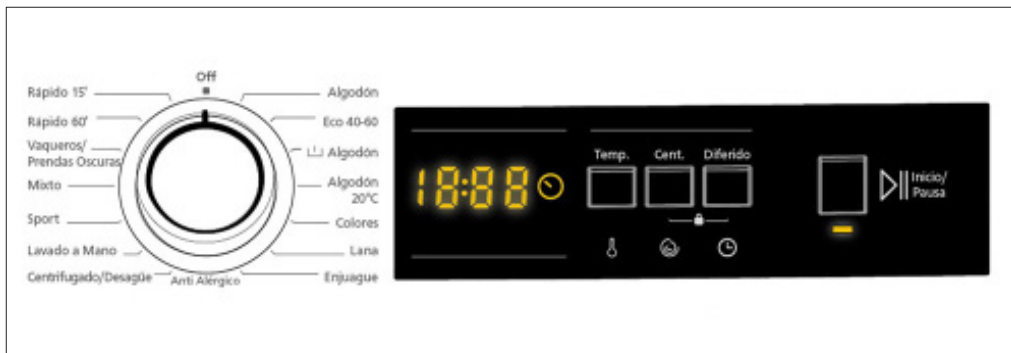 Off
Rápido 15'
Rápido 60'
Vaqueros/
Prendas Oscuras
Mixto
Sport
Lavado a Mano
Centrifugado/Desagüe
Anti Alérgico
Algodón
Eco 40-60
Algodón
Algodón
20°C
Colores
Lana
Enjuague
18:88
Temp.
Cent.
Diferido
Inicio/
Pausa